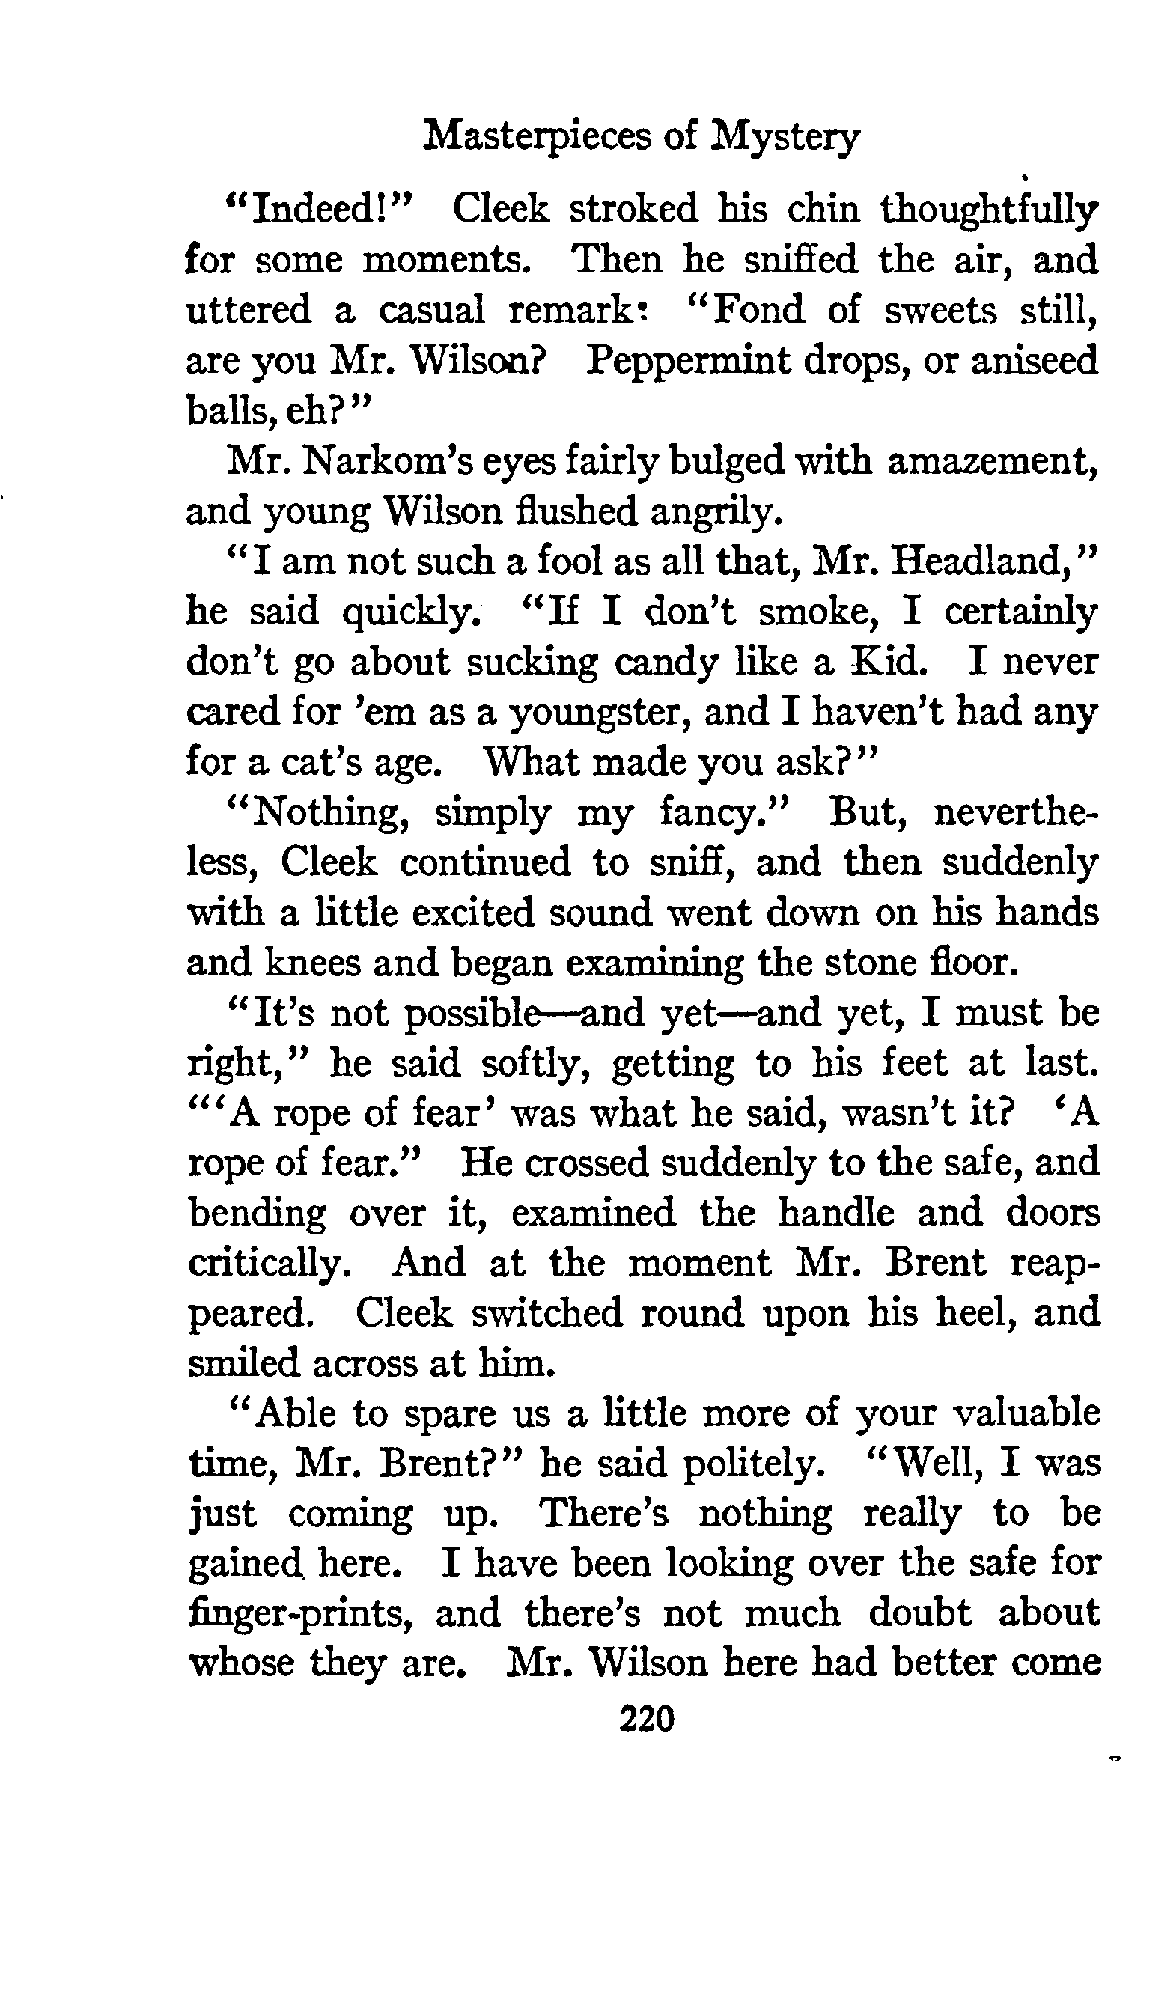 Masterpieces of Mystery
“Indeed!” Cleek stroked his chin thoughtfully
for some moments. Then he sniffed the air, and
uttered a casual remark: “Fond of sweets still,
are you Mr. Wilson? Peppermint drops, or aniseed
balls, eh?”
Mr. Narkom’s eyes fairly bulged with amazement,
and young Wilson flushed angrily.
“I am not such a fool as all that, Mr. Headland,”
he said quickly. “If I don’t smoke, I certainly
don’t go about sucking candy like a Kid. I never
cared for ’em as a youngster, and I haven’t had any
for a cat’s age. What made you ask?”
“Nothing, simply my fancy.” But, neverthe-
less, Cleek continued to sniff, and then suddenly
with a little excited sound went down on his hands
and knees and began examining the stone floor.
“It’s not possible—and yet—and yet, I must be
right,” he said softly, getting to his feet at last.
“‘A rope of fear’ was what he said, wasn’t it? ‘A
rope of fear.” He crossed suddenly to the safe, and
bending over it, examined the handle and doors
critically. And at the moment Mr. Brent reap-
peared. Cleek switched round upon his heel, and
smiled across at him.
“Able to spare us a little more of your valuable
time, Mr. Brent?” he said politely. “Well, I was
just coming up. There’s nothing really to be
gained here. I have been looking over the safe for
finger-prints, and there’s not much doubt about
whose they are. Mr. Wilson here had better come
220